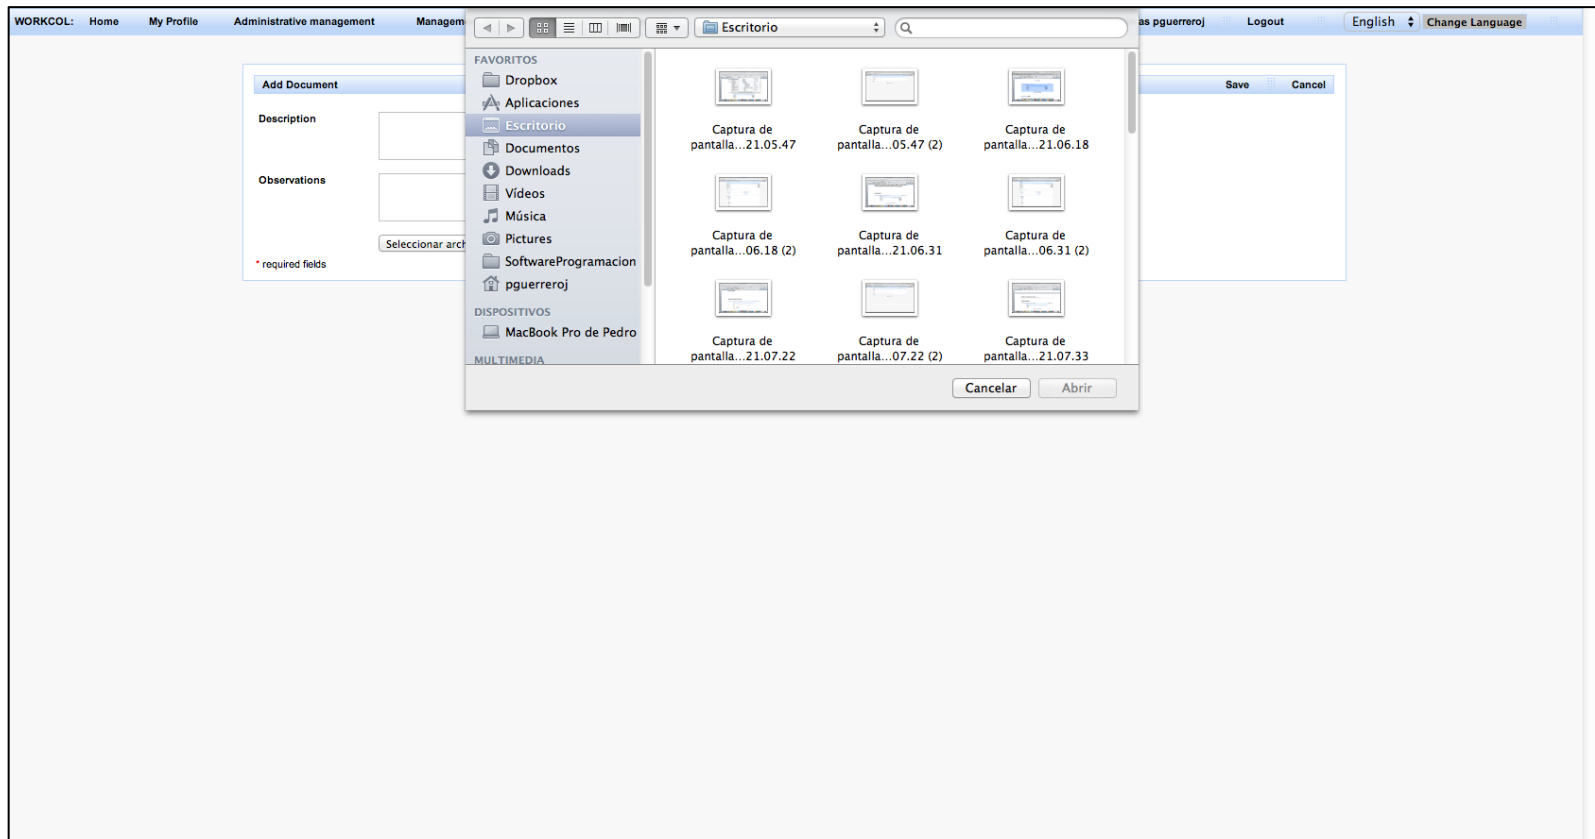 WORKCOL: Home My Profile Administrative management Managem
Escritorio
as pguerreroj Logout English Change Language
Add Document
Save Cancel
Description
Observations
Seleccionar arch
* required fields
FAVORITOS
Dropbox
Aplicaciones
Escritorio
Documentos
Downloads
Vídeos
Música
Pictures
SoftwareProgramacion
pguerreroj
DISPOSITIVOS
MacBook Pro de Pedro
MULTIMEDIA
Captura de
pantalla...21.05.47
Captura de
pantalla...05.47 (2)
Captura de
pantalla...21.06.18
Captura de
pantalla...06.18 (2)
Captura de
pantalla...21.06.31
Captura de
pantalla...06.31 (2)
Captura de
pantalla...21.07.22
Captura de
pantalla...07.22 (2)
Captura de
pantalla...21.07.33
Cancelar Abrir